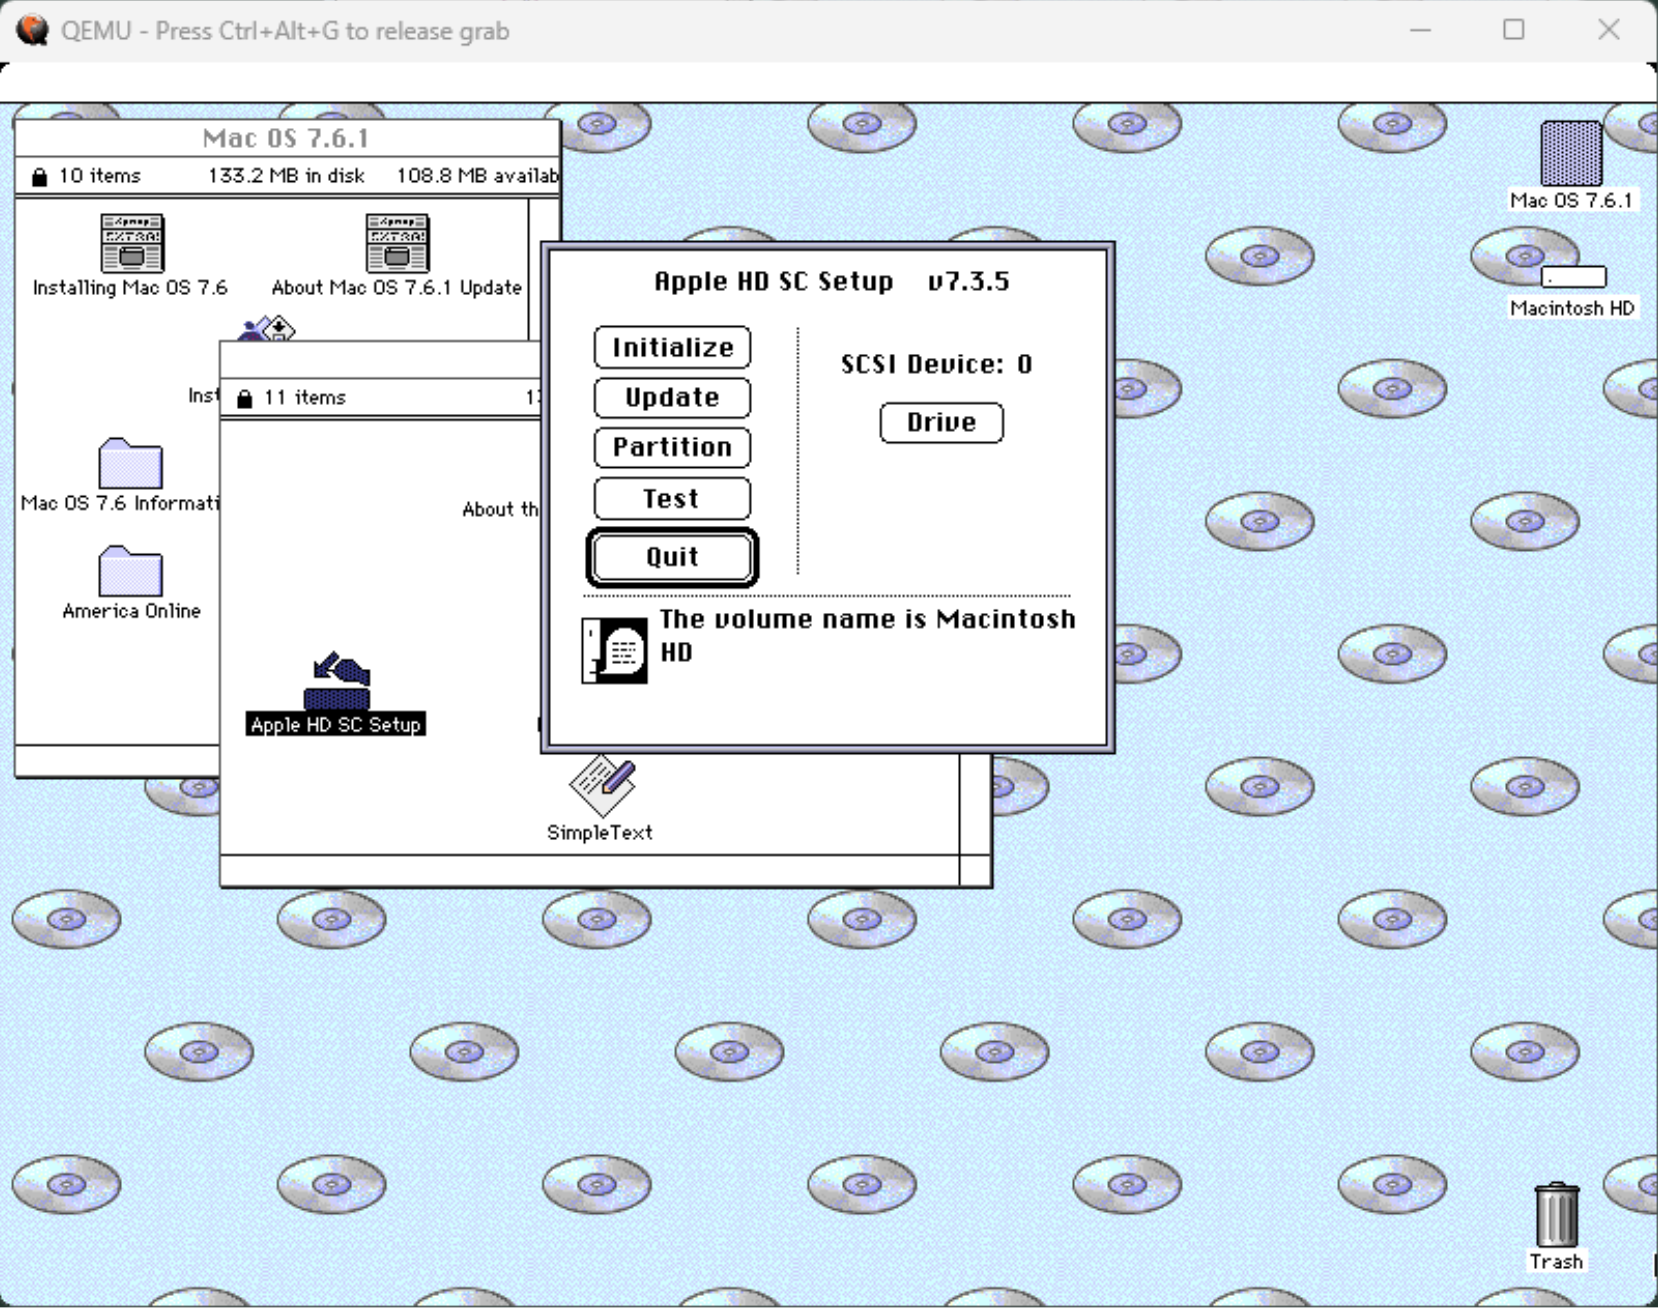 QEMU - Press Ctrl+Alt+G to release grab
Mac OS 7.6.1
10 items 133.2 MB in disk 108.8 MB availab
Installing Mac OS 7.6
About Mac OS 7.6.1 Update
Inst
Mac OS 7.6 Informati
America Online
11 items
About th
Apple HD SC Setup
SimpleText
Apple HD SC Setup v7.3.5
Initialize
Update
Partition
Test
Quit
SCSI Device: 0
Drive
The volume name is Macintosh
HD
Mac OS 7.6.1
Macintosh HD
Trash